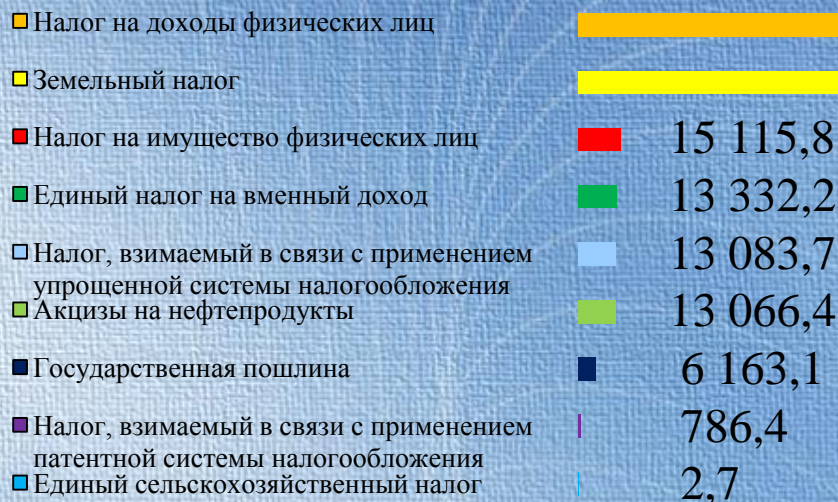 Налог на доходы физических лиц
Земельный налог
Налог на имущество физических лиц 15 115,8
Единый налог на вменный доход 13 332,2
Налог, взимаемый в связи с применением
упрощенной системы налогообложения 13 083,7
Акцизы на нефтепродукты 13 066,4
Государственная пошлина 6 163,1
Налог, взимаемый в связи с применением
патентной системы налогообложения 786,4
Единый сельскохозяйственный налог 2,7